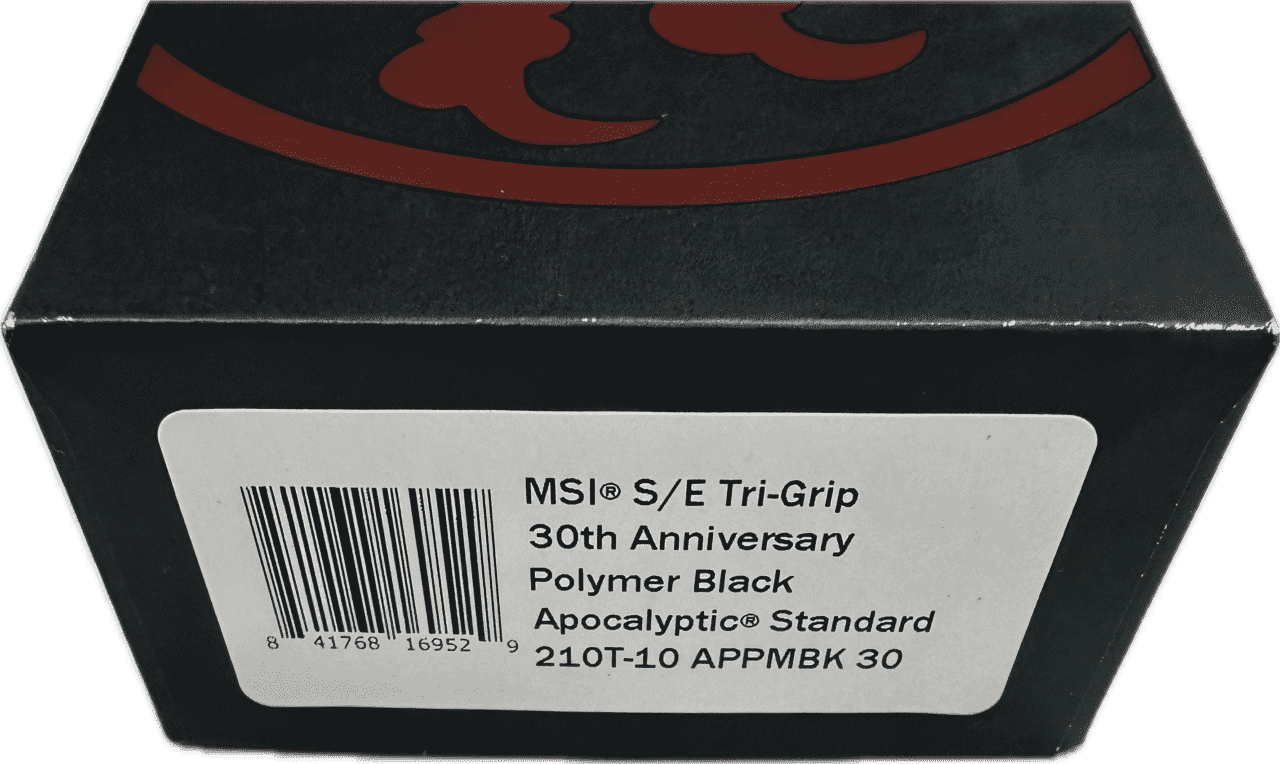 MSI® S/E Tri-Grip
30th Anniversary
Polymer Black
Apocalyptic® Standard
210T-10 APPMBK 30
8 41768 16952 9